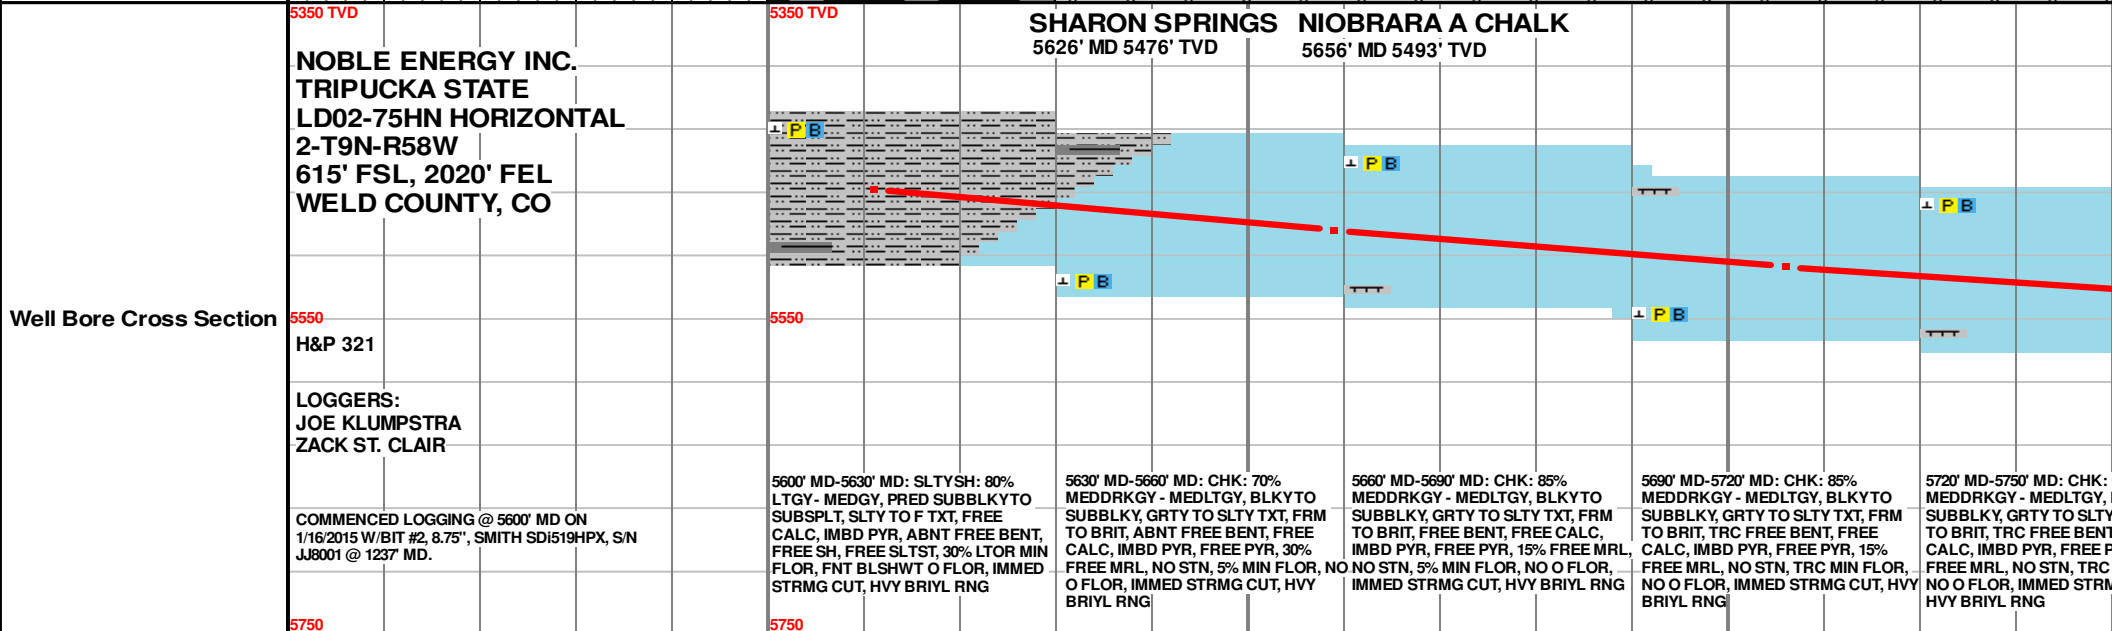 5350 TVD
5350 TVD
SHARON SPRINGS
5626' MD 5476' TVD
NIOBRARA A CHALK
5656' MD 5493' TVD
NOBLE ENERGY INC.
TRIPUCKA STATE
LD02-75HN HORIZONTAL
2-T9N-R58W
615' FSL, 2020' FEL
WELD COUNTY, CO
P B
P B
P B
P B
P B
Well Bore Cross Section
5550
5550
H&P 321
LOGGERS:
JOE KLUMPSTRA
ZACK ST. CLAIR
COMMENCED LOGGING @ 5600' MD ON
1/16/2015 W/BIT #2, 8.75", SMITH SDi519HPX, S/N
JJ8001 @ 1237' MD.
5600' MD-5630' MD: SLTYSH: 80%
LTGY- MEDGY, PRED SUBBLKYTO
SUBSPLT, SLTY TO F TXT, FREE
CALC, IMBD PYR, ABNT FREE BENT,
FREE SH, FREE SLTST, 30% LTOR MIN
FLOR, FNT BLSHWT O FLOR, IMMED
STRMG CUT, HVY BRIYL RNG
5630' MD-5660' MD: CHK: 70%
MEDDRKGY - MEDLTGY, BLKYTO
SUBBLKY, GRTY TO SLTY TXT, FRM
TO BRIT, ABNT FREE BENT, FREE
CALC, IMBD PYR, FREE PYR, 30%
FREE MRL, NO STN, 5% MIN FLOR, NO
O FLOR, IMMED STRMG CUT, HVY
BRIYL RNG
5660' MD-5690' MD: CHK: 85%
MEDDRKGY - MEDLTGY, BLKYTO
SUBBLKY, GRTY TO SLTY TXT, FRM
TO BRIT, FREE BENT, FREE CALC,
IMBD PYR, FREE PYR, 15% FREE MRL,
NO STN, 5% MIN FLOR, NO O FLOR,
IMMED STRMG CUT, HVY BRIYL RNG
5690' MD-5720' MD: CHK: 85%
MEDDRKGY - MEDLTGY, BLKYTO
SUBBLKY, GRTY TO SLTY TXT, FRM
TO BRIT, TRC FREE BENT, FREE
CALC, IMBD PYR, FREE PYR, 15%
FREE MRL, NO STN, TRC MIN FLOR,
NO O FLOR, IMMED STRMG CUT, HVY
BRIYL RNG
5720' MD-5750' MD: CHK:
MEDDRKGY - MEDLTGY,
SUBBLKY, GRTY TO SLTY
TO BRIT, TRC FREE BENT
CALC, IMBD PYR, FREE P
FREE MRL, NO STN, TRC
NO O FLOR, IMMED STRM
HVY BRIYL RNG
5750
5750